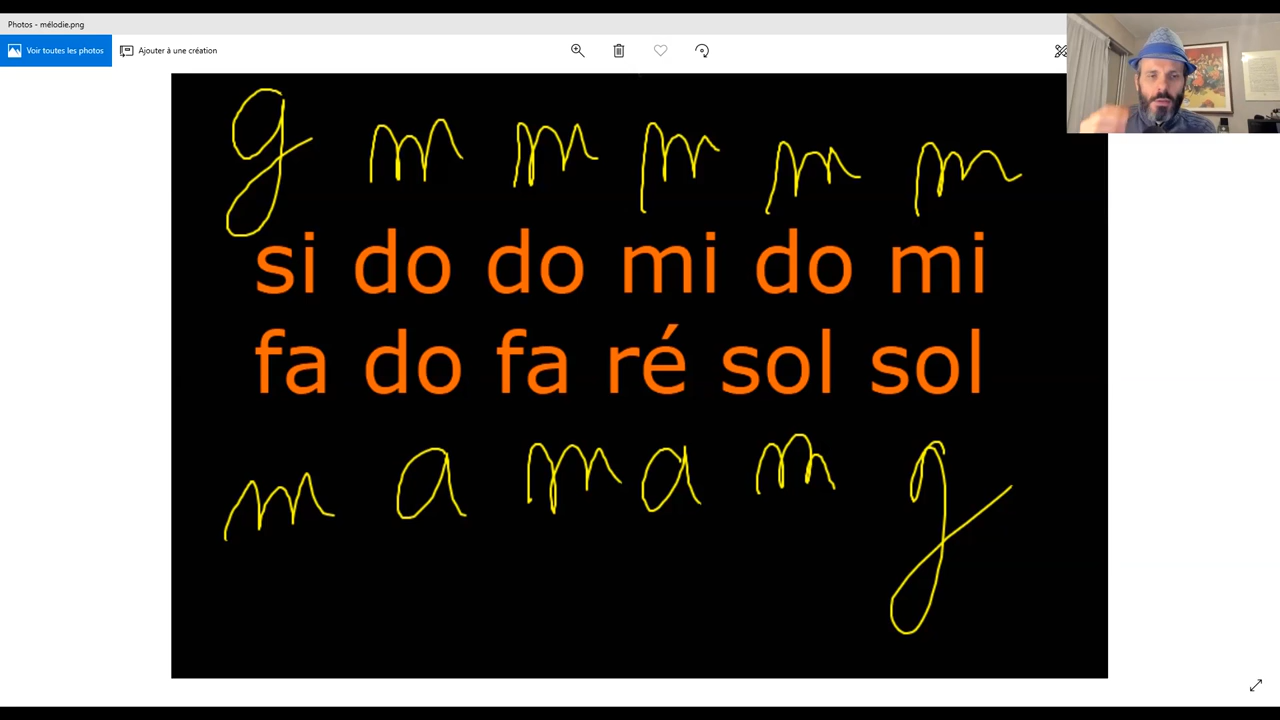 Photos - mélodie.png
Voir toutes les photos Ajouter à une création
g m m m m m
si do do mi do mi
fa do fa ré sol sol
m a m a m g